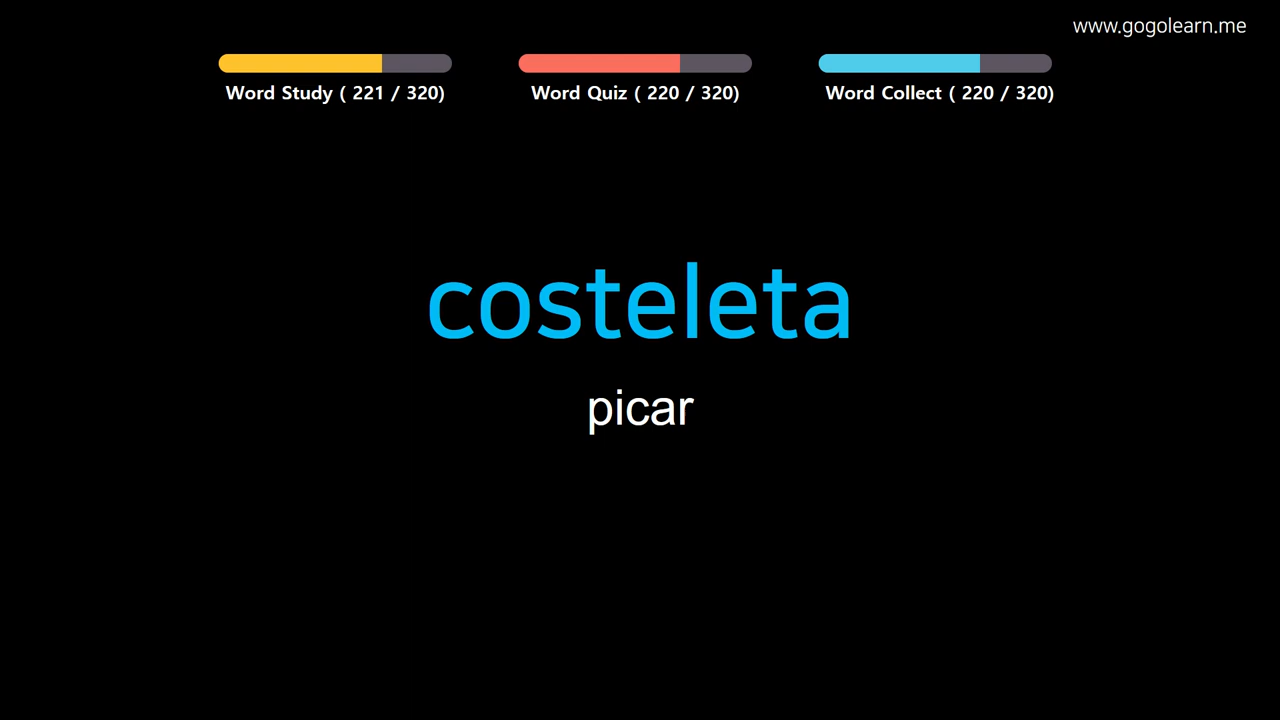 www.gogolearn.me
Word Study ( 221 / 320)
Word Quiz ( 220 / 320)
Word Collect ( 220 / 320)
costeleta
picar